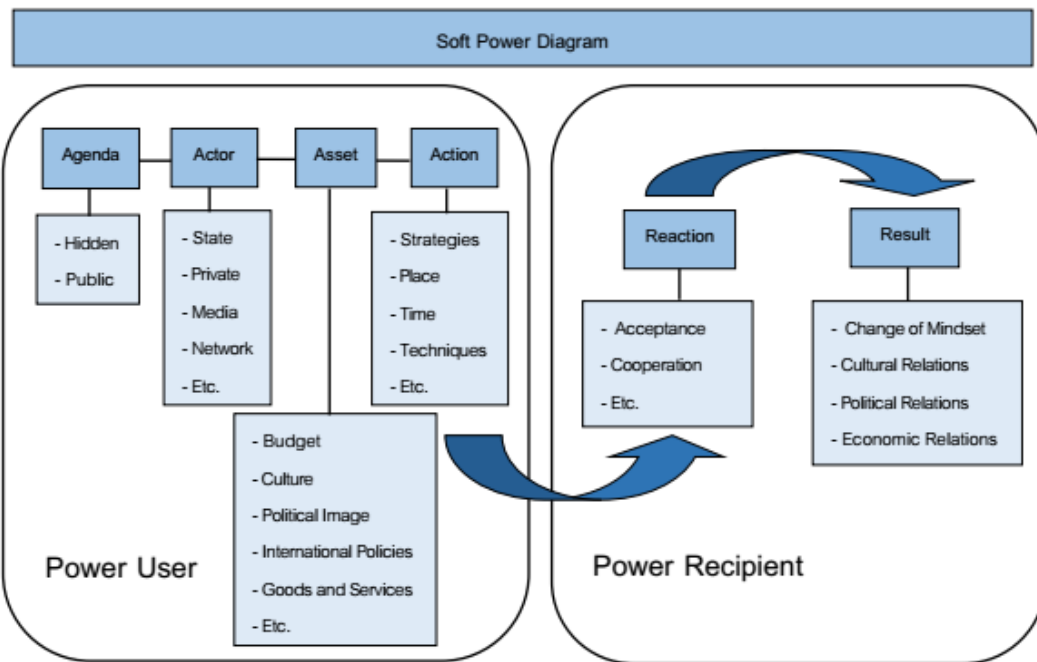 Soft Power Diagram
Agenda
- Hidden
- Public
Actor
- State
- Private
- Media
- Network
- Etc.
Asset
- Budget
- Culture
- Political Image
- International Policies
- Goods and Services
- Etc.
Action
- Strategies
- Place
- Time
- Techniques
- Etc.
Power User
Reaction
- Acceptance
- Cooperation
- Etc.
Result
- Change of Mindset
- Cultural Relations
- Political Relations
- Economic Relations
Power Recipient